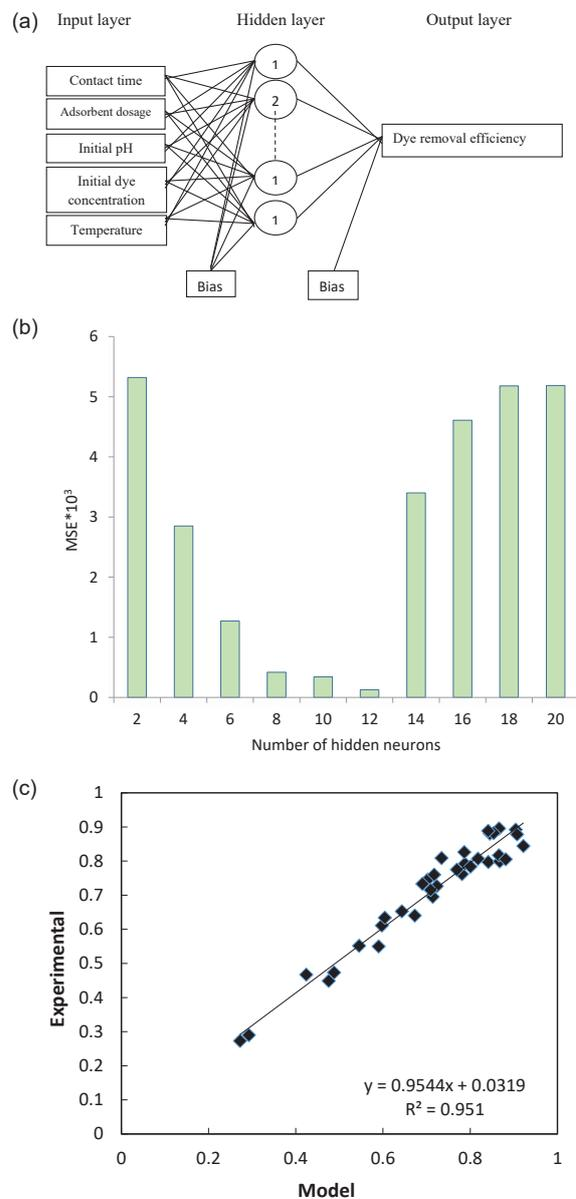 (a)
Input layer
Hidden layer
Output layer
Contact time
Adsorbent dosage
Initial pH
Initial dye
concentration
Temperature
1
2
1
1
Dye removal efficiency
Bias
Bias
(b)
6
5
4
3
2
1
0
MSE*10³
2 4 6 8 10 12 14 16 18 20
Number of hidden neurons
(c)
1
0.9
0.8
0.7
0.6
0.5
0.4
0.3
0.2
0.1
0
Experimental
y = 0.9544x + 0.0319
R² = 0.951
0 0.2 0.4 0.6 0.8 1
Model